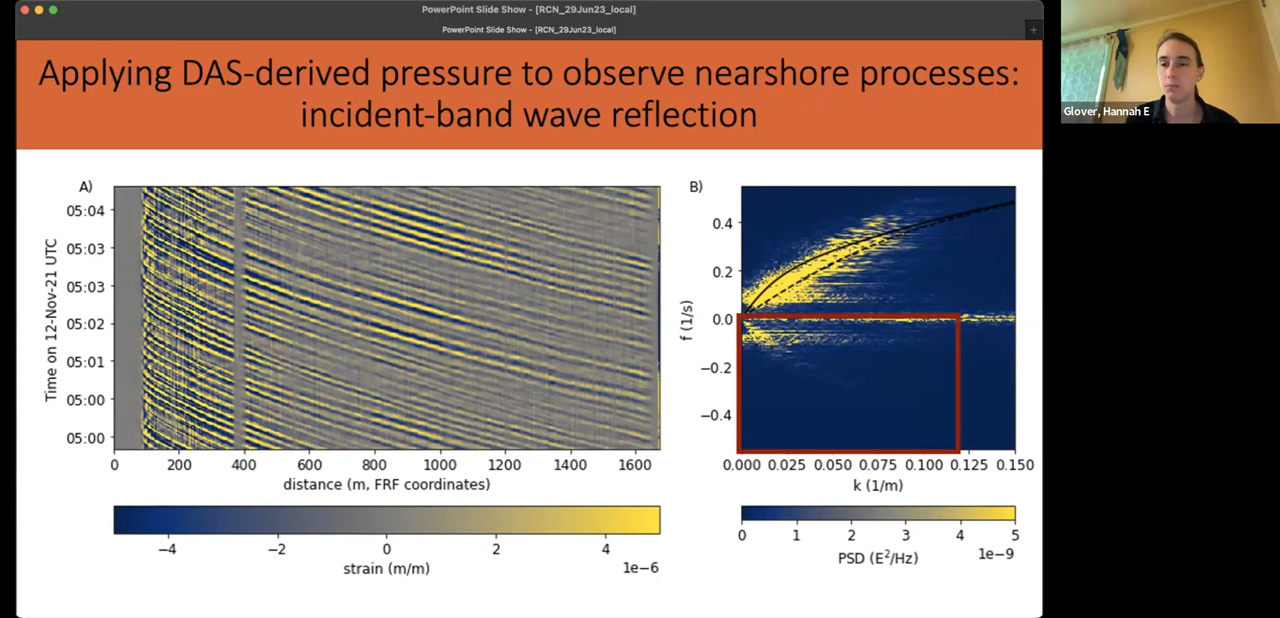 PowerPoint Slide Show - [RCN_29Jun23_local]
PowerPoint Slide Show - [RCN_29Jun23_local]
+
Applying DAS-derived pressure to observe nearshore processes:
incident-band wave reflection
Glover, Hannah E
A)
Time on 12-Nov-21 UTC
05:04
05:03
05:03
05:02
05:01
05:00
05:00
0 200 400 600 800 1000 1200 1400 1600
distance (m, FRF coordinates)
−4 −2 0 2 4
strain (m/m)
1e−6
B)
f (1/s)
0.4
0.2
0.0
−0.2
−0.4
0.000 0.025 0.050 0.075 0.100 0.125 0.150
k (1/m)
0 1 2 3 4 5
PSD (E²/Hz)
1e−9